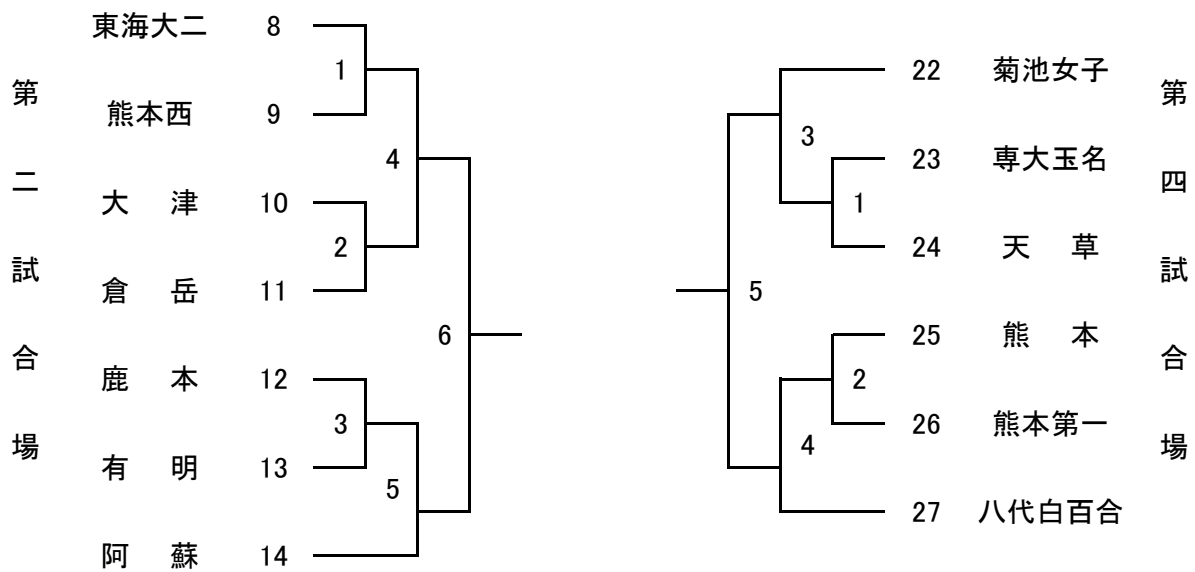 第二試合場
東海大二 8
熊本西 9
大 津 10
倉 岳 11
鹿 本 12
有 明 13
阿 蘇 14
1
2
3
4
5
6
22 菊池女子
23 専大玉名
24 天 草
25 熊 本
26 熊本第一
27 八代白百合
3
1
5
2
4
第四試合場